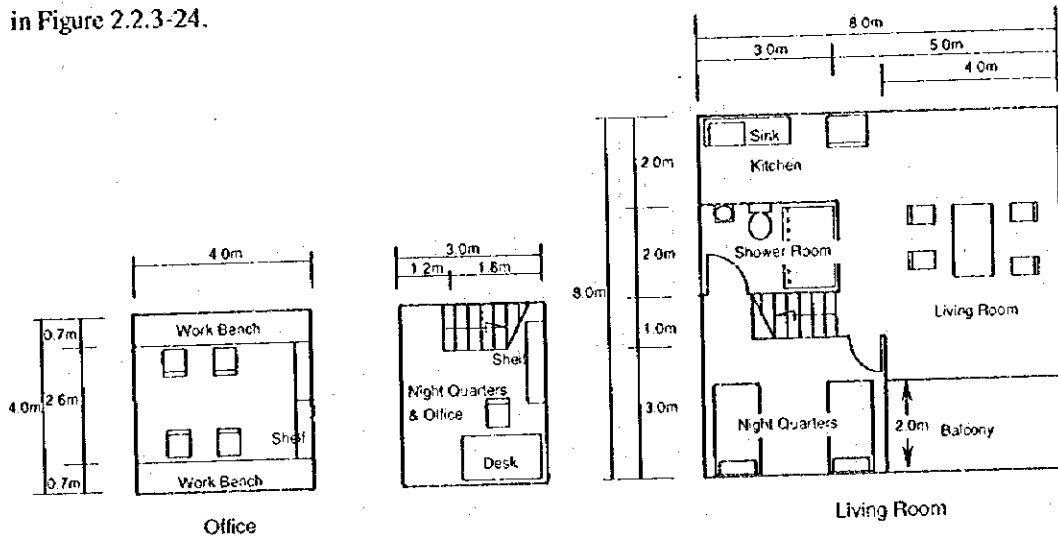 in Figure 2.2.3-24.
4.0m
0.7m
4.0m
2.6m
0.7m
Work Bench
Shelf
Work Bench
Office
3.0m
1.2m
1.8m
Shelf
Night Quarters
& Office
Desk
8.0m
3.0m
5.0m
4.0m
8.0m
2.0m
2.0m
1.0m
3.0m
Sink
Kitchen
Shower Room
Living Room
Night Quarters
2.0m
Balcony
Living Room